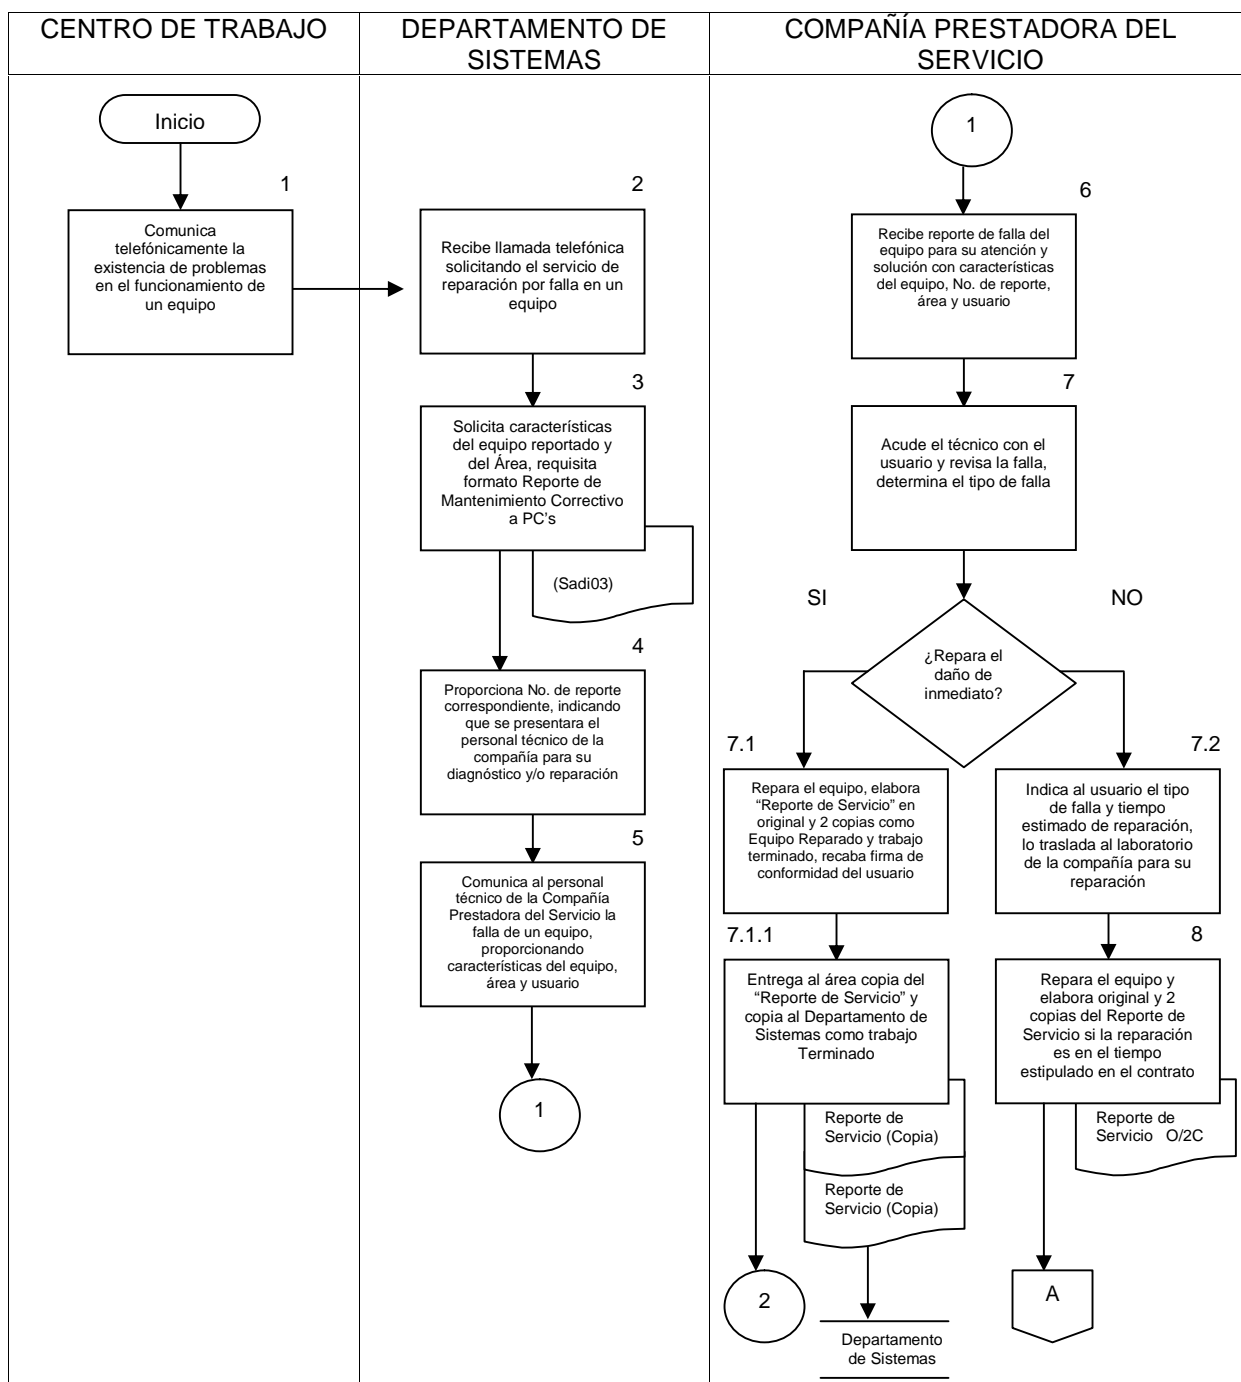 CENTRO DE TRABAJO
DEPARTAMENTO DE
SISTEMAS
COMPAÑÍA PRESTADORA DEL
SERVICIO
Inicio
1
Comunica
telefónicamente la
existencia de problemas
en el funcionamiento de
un equipo
2
Recibe llamada telefónica
solicitando el servicio de
reparación por falla en un
equipo
3
Solicita características
del equipo reportado y
del Área, requisita
formato Reporte de
Mantenimiento Correctivo
a PC's
(Sadi03)
4
Proporciona No. de reporte
correspondiente, indicando
que se presentara el
personal técnico de la
compañía para su
diagnóstico y/o reparación
5
Comunica al personal
técnico de la Compañía
Prestadora del Servicio la
falla de un equipo,
proporcionando
características del equipo,
área y usuario
1
1
6
Recibe reporte de falla del
equipo para su atención y
solución con características
del equipo, No. de reporte,
área y usuario
7
Acude el técnico con el
usuario y revisa la falla,
determina el tipo de falla
SI
NO
¿Repara el
daño de
inmediato?
7.1
Repara el equipo, elabora
“Reporte de Servicio” en
original y 2 copias como
Equipo Reparado y trabajo
terminado, recaba firma de
conformidad del usuario
7.1.1
Entrega al área copia del
“Reporte de Servicio” y
copia al Departamento de
Sistemas como trabajo
Terminado
Reporte de
Servicio (Copia)
Reporte de
Servicio (Copia)
2
Departamento
de Sistemas
7.2
Indica al usuario el tipo
de falla y tiempo
estimado de reparación,
lo traslada al laboratorio
de la compañía para su
reparación
8
Repara el equipo y
elabora original y 2
copias del Reporte de
Servicio si la reparación
es en el tiempo
estipulado en el contrato
Reporte de
Servicio O/2C
A